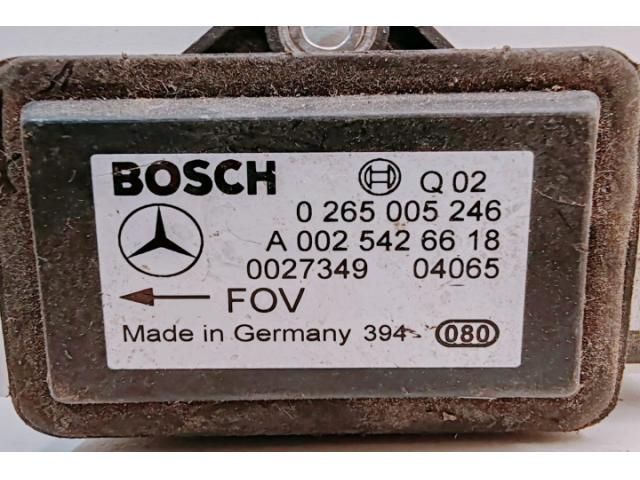 BOSCH Q 02
0 265 005 246
A 002 542 66 18
0027349 04065
FOV
Made in Germany 394 080